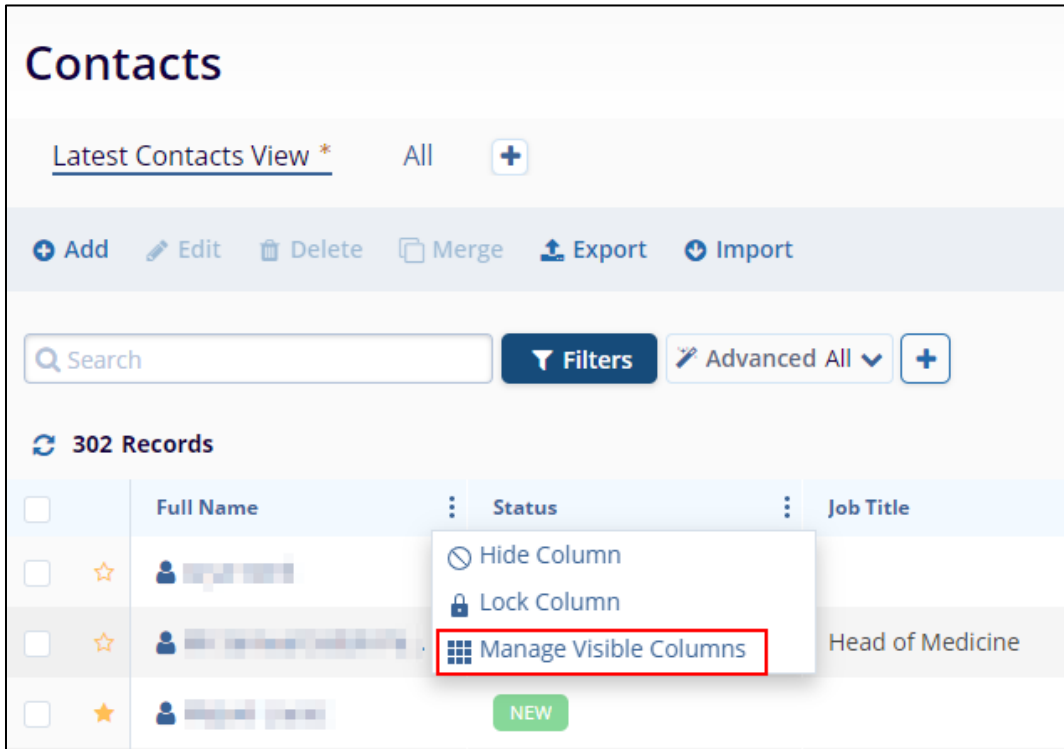 Contacts
Latest Contacts View * All
Add Edit Delete Merge Export Import
Search Filters Advanced All
302 Records
Full Name Status Job Title
Hide Column
Lock Column
Manage Visible Columns Head of Medicine
NEW